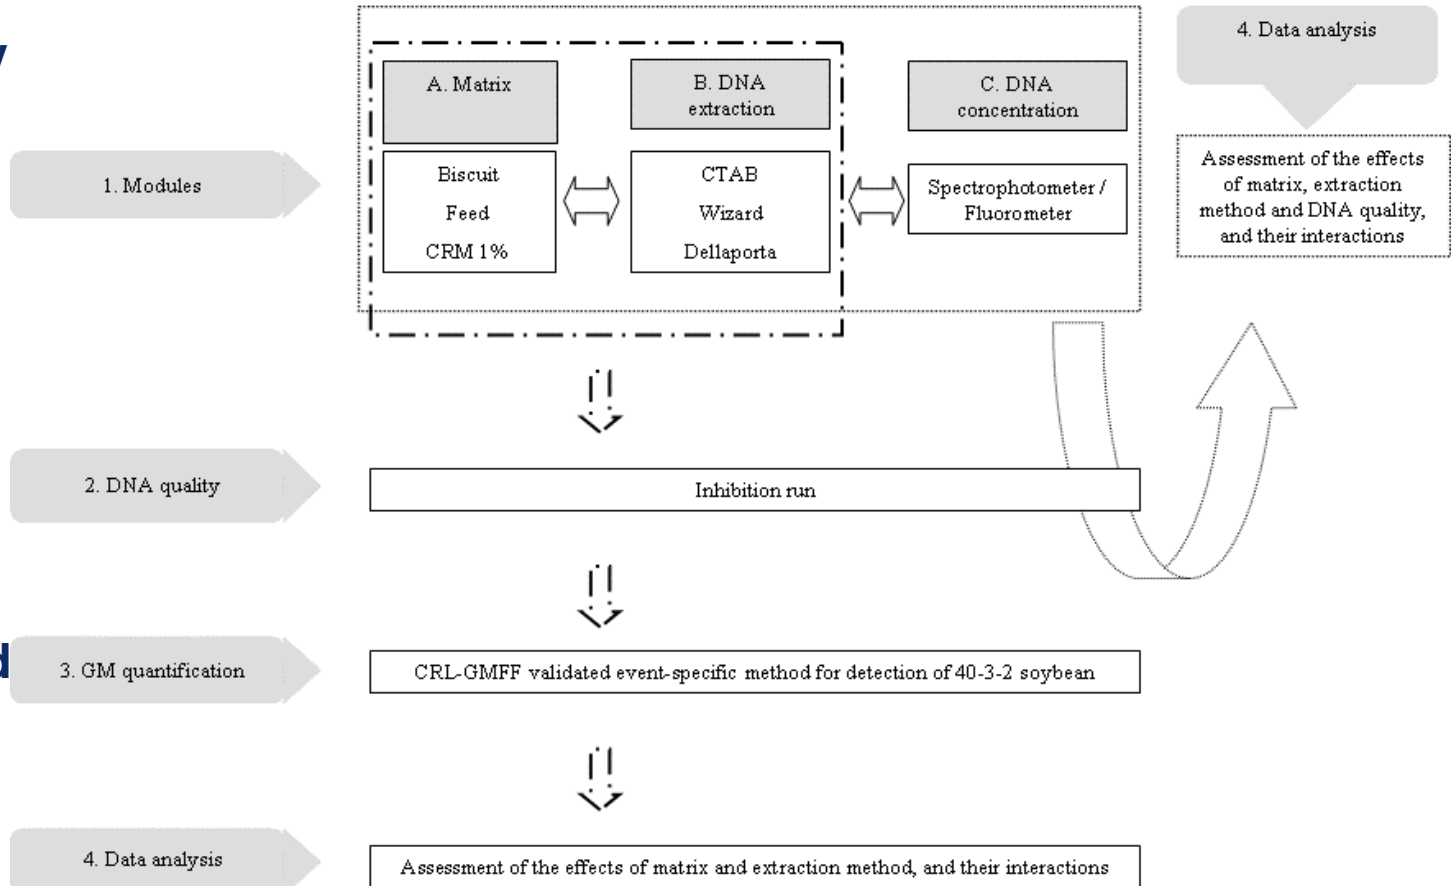 1. Modules
A. Matrix
Biscuit
Feed
CRM 1%
B. DNA
extraction
CTAB
Wizard
Dellaporta
C. DNA
concentration
Spectrophotometer /
Fluorometer
4. Data analysis
Assessment of the effects
of matrix, extraction
method and DNA quality,
and their interactions
2. DNA quality
Inhibition run
3. GM quantification
CRL-GMFF validated event-specific method for detection of 40-3-2 soybean
4. Data analysis
Assessment of the effects of matrix and extraction method, and their interactions